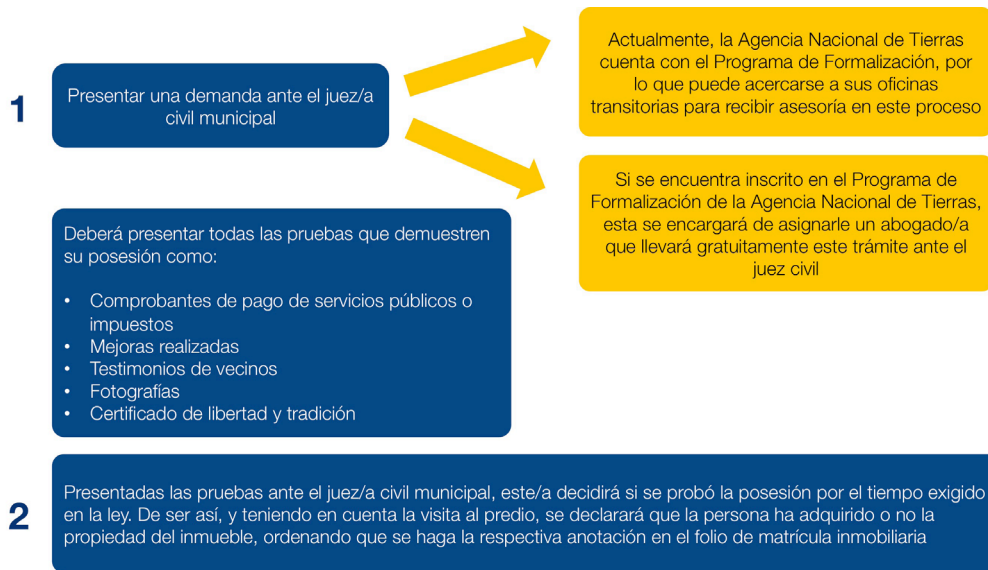 1
Presentar una demanda ante el juez/a
civil municipal
Actualmente, la Agencia Nacional de Tierras
cuenta con el Programa de Formalización, por
lo que puede acercarse a sus oficinas
transitorias para recibir asesoría en este proceso
Si se encuentra inscrito en el Programa de
Formalización de la Agencia Nacional de Tierras,
esta se encargará de asignarle un abogado/a
que llevará gratuitamente este trámite ante el
juez civil
Deberá presentar todas las pruebas que demuestren
su posesión como:
• Comprobantes de pago de servicios públicos o
impuestos
• Mejoras realizadas
• Testimonios de vecinos
• Fotografías
• Certificado de libertad y tradición
2
Presentadas las pruebas ante el juez/a civil municipal, este/a decidirá si se probó la posesión por el tiempo exigido
en la ley. De ser así, y teniendo en cuenta la visita al predio, se declarará que la persona ha adquirido o no la
propiedad del inmueble, ordenando que se haga la respectiva anotación en el folio de matrícula inmobiliaria